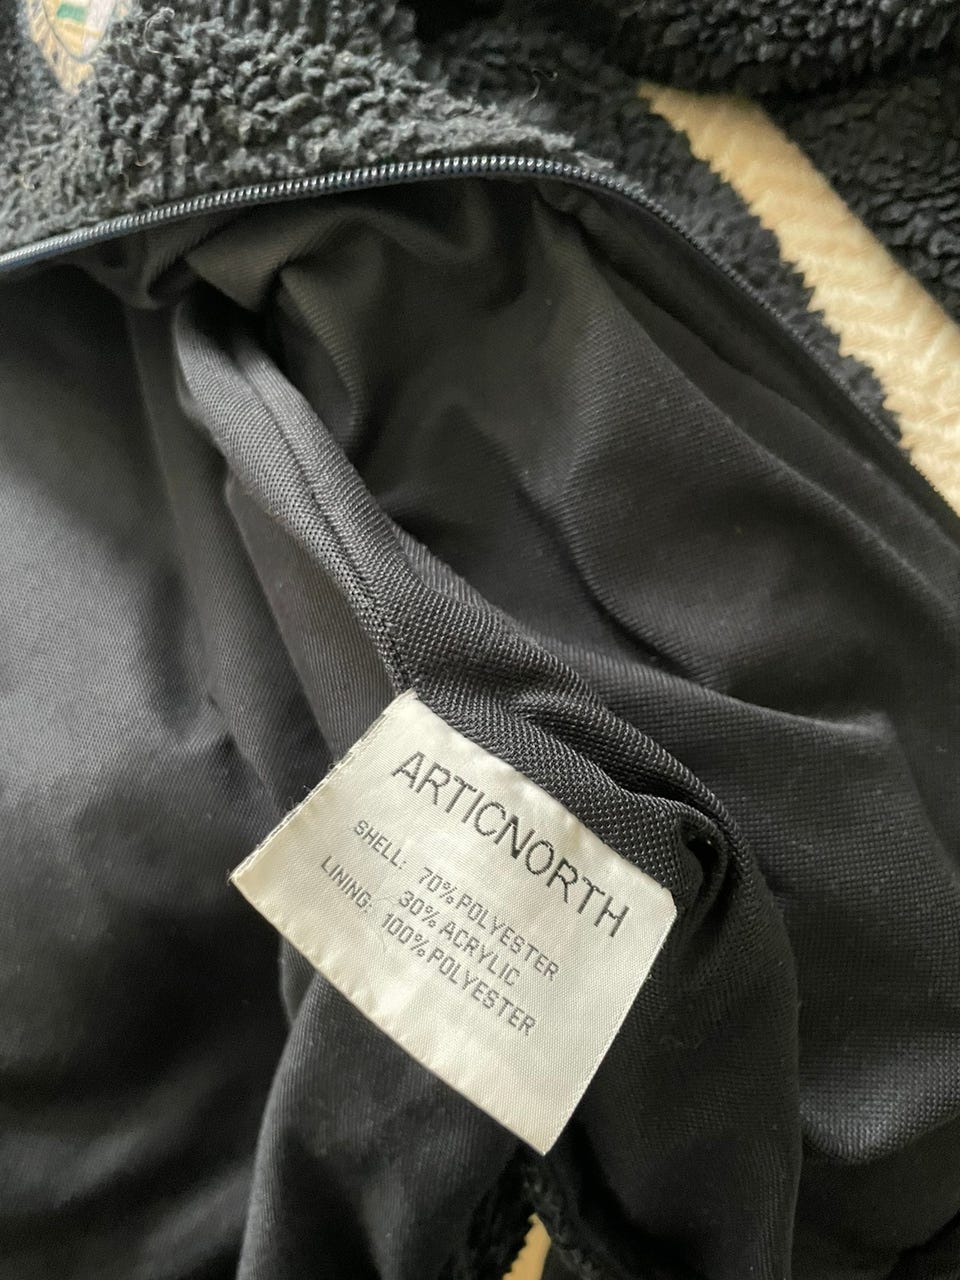 ARTICNORTH
SHELL: 70% POLYESTER
30% ACRYLIC
LINING: 100% POLYESTER